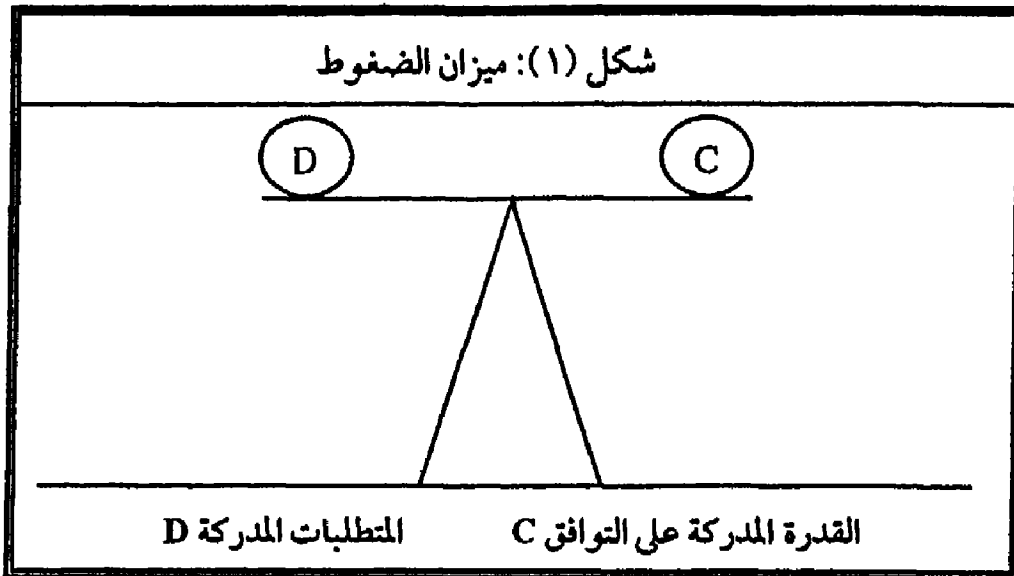 شكل (١): ميزان الضغوط
C
D
القدرة المدركة على التوافق C
المتطلبات المدركة D